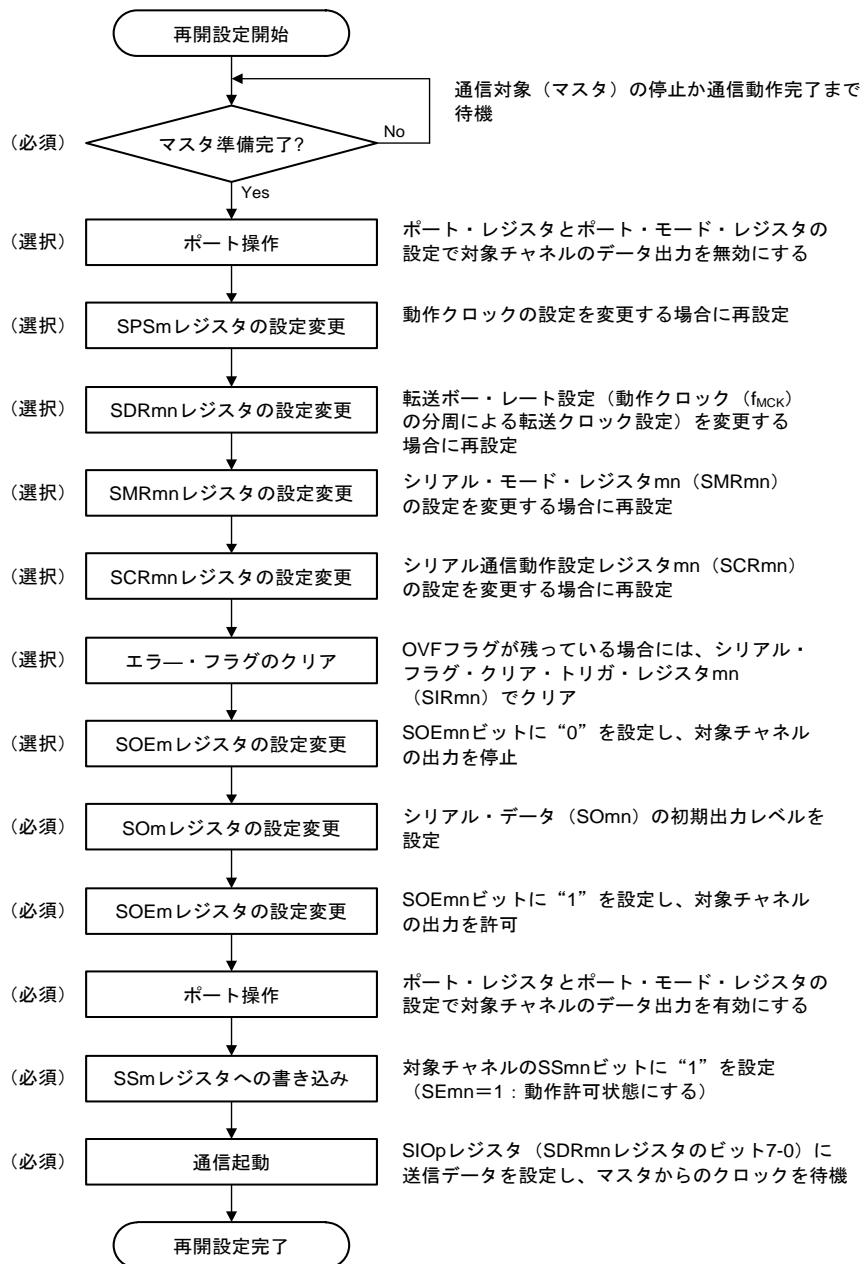 再開設定開始
通信対象（マスタ）の停止か通信動作完了まで
待機
（必須）
マスタ準備完了?
No
Yes
（選択）
ポート操作
ポート・レジスタとポート・モード・レジスタの
設定で対象チャネルのデータ出力を無効にする
（選択）
SPSmレジスタの設定変更
動作クロックの設定を変更する場合に再設定
（選択）
SDRmnレジスタの設定変更
転送ボー・レート設定（動作クロック（fMCK）
の分周による転送クロック設定）を変更する
場合に再設定
（選択）
SMRmnレジスタの設定変更
シリアル・モード・レジスタmn（SMRmn）
の設定を変更する場合に再設定
（選択）
SCRmnレジスタの設定変更
シリアル通信動作設定レジスタmn（SCRmn）
の設定を変更する場合に再設定
（選択）
エラ―・フラグのクリア
OVFフラグが残っている場合には、シリアル・
フラグ・クリア・トリガ・レジスタmn
（SIRmn）でクリア
（選択）
SOEmレジスタの設定変更
SOEmnビットに“0”を設定し、対象チャネル
の出力を停止
（必須）
SOmレジスタの設定変更
シリアル・データ（SOmn）の初期出力レベルを
設定
（必須）
SOEmレジスタの設定変更
SOEmnビットに“1”を設定し、対象チャネル
の出力を許可
（必須）
ポート操作
ポート・レジスタとポート・モード・レジスタの
設定で対象チャネルのデータ出力を有効にする
（必須）
SSmレジスタへの書き込み
対象チャネルのSSmnビットに“1”を設定
（SEmn＝1：動作許可状態にする）
（必須）
通信起動
SIOpレジスタ（SDRmnレジスタのビット7-0）に
送信データを設定し、マスタからのクロックを待機
再開設定完了